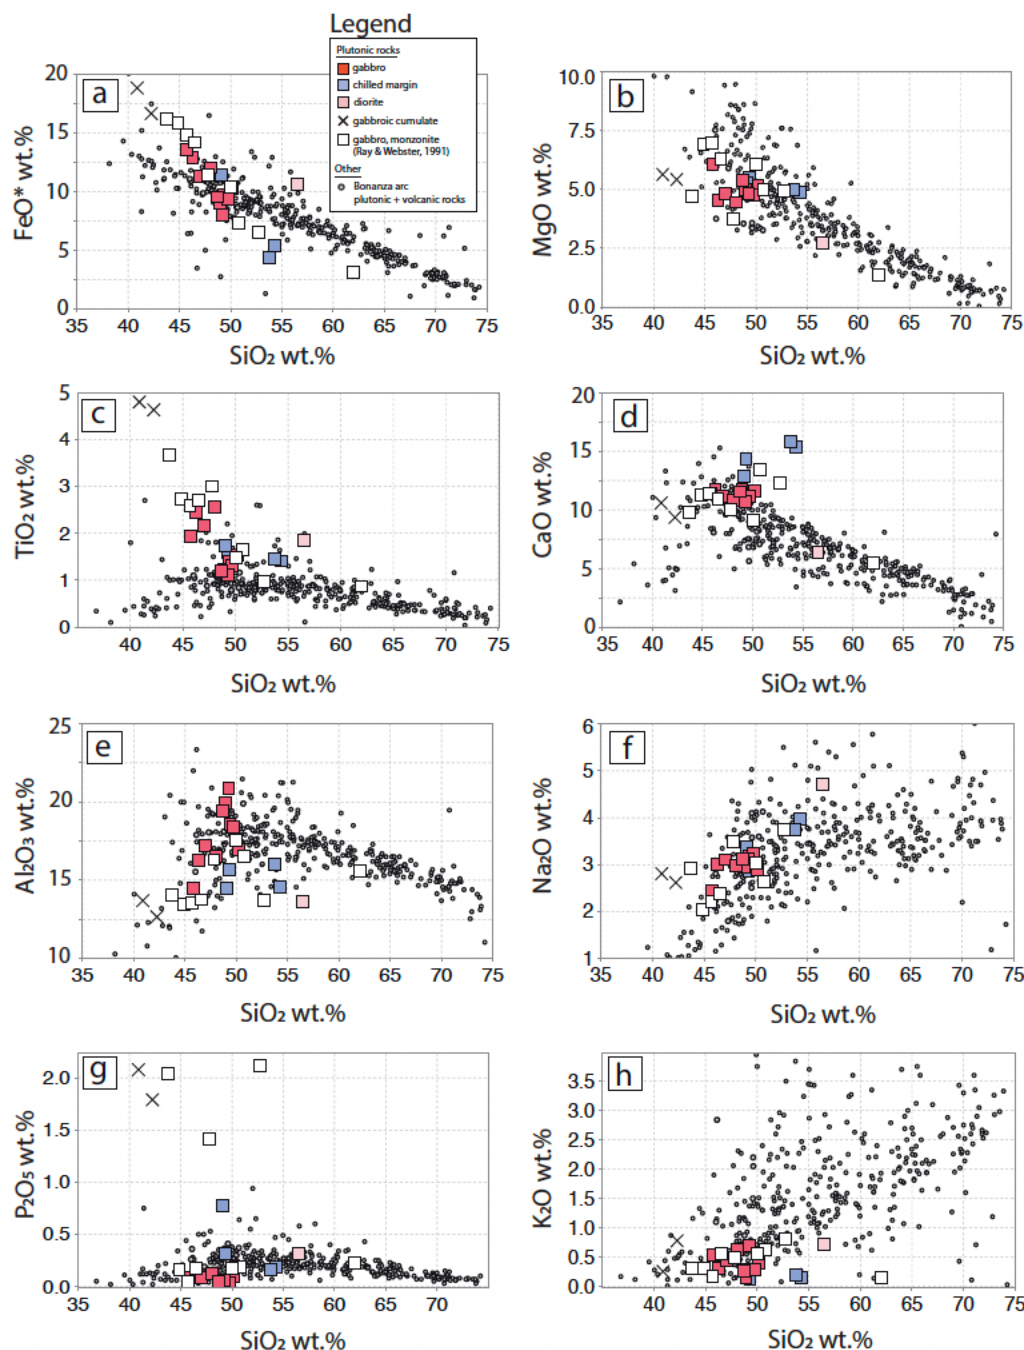 Legend
Plutonic rocks
gabbro
chilled margin
diorite
gabbroic cumulate
gabbro, monzonite
(Ray & Webster, 1991)
Other
Bonanza arc
plutonic + volcanic rocks
a
FeO* wt.%
20
15
10
5
0
35 40 45 50 55 60 65 70 75
SiO₂ wt.%
b
MgO wt.%
10.0
7.5
5.0
2.5
0.0
35 40 45 50 55 60 65 70 75
SiO₂ wt.%
c
TiO₂ wt.%
5
4
3
2
1
0
35 40 45 50 55 60 65 70 75
SiO₂ wt.%
d
CaO wt.%
20
15
10
5
0
35 40 45 50 55 60 65 70 75
SiO₂ wt.%
e
Al₂O₃ wt.%
25
20
15
10
35 40 45 50 55 60 65 70 75
SiO₂ wt.%
f
Na₂O wt.%
6
5
4
3
2
1
35 40 45 50 55 60 65 70 75
SiO₂ wt.%
g
P₂O₅ wt.%
2.0
1.5
1.0
0.5
0.0
35 40 45 50 55 60 65 70 75
SiO₂ wt.%
h
K₂O wt.%
3.5
3.0
2.5
2.0
1.5
1.0
0.5
0.0
35 40 45 50 55 60 65 70 75
SiO₂ wt.%